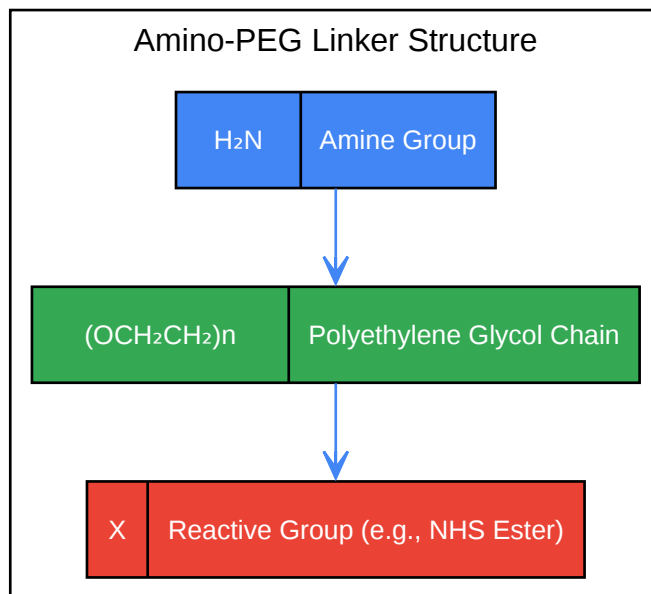 Amino-PEG Linker Structure
H₂N Amine Group
(OCH₂CH₂)n Polyethylene Glycol Chain
X Reactive Group (e.g., NHS Ester)